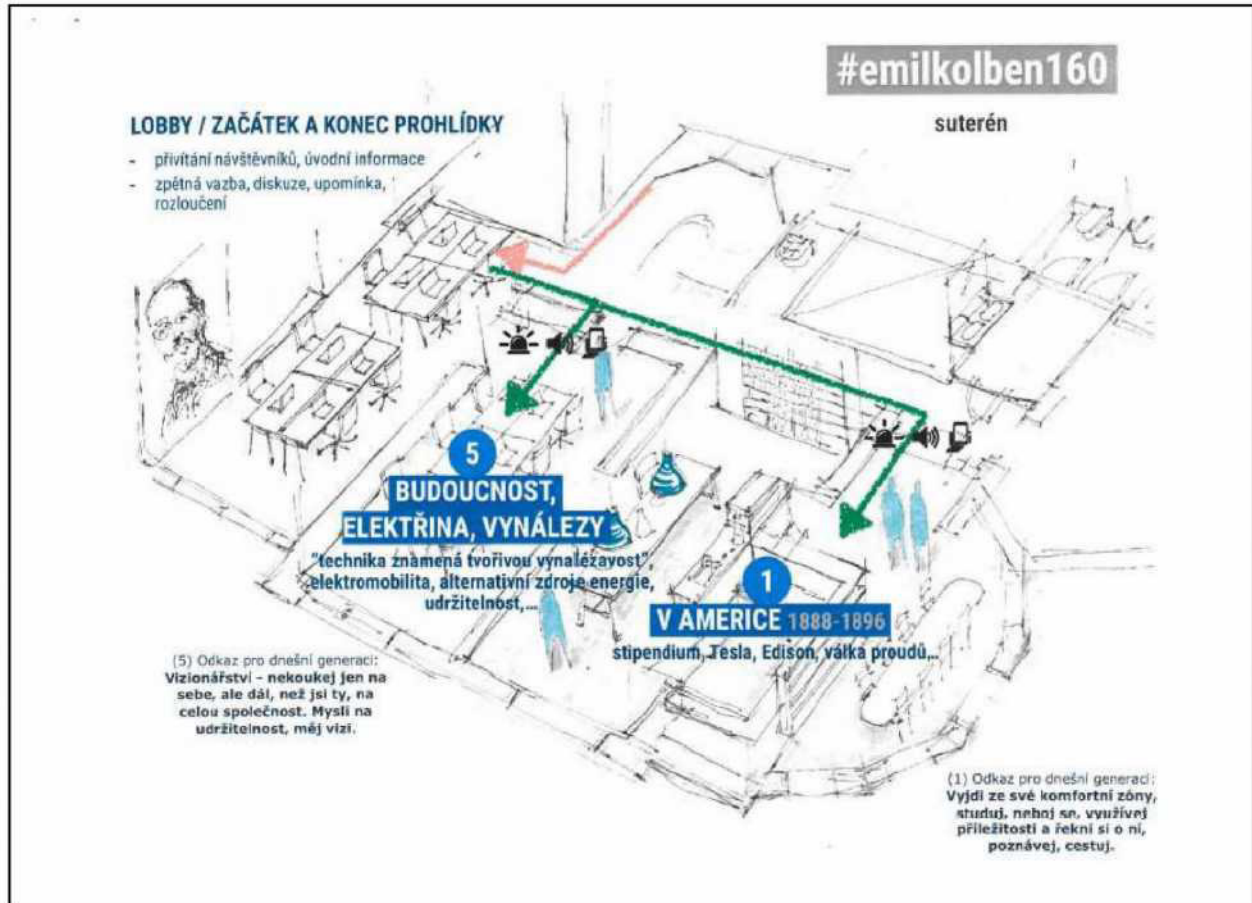 #emilkolben160
suterén
LOBBY / ZAČÁTEK A KONEC PROHLÍDKY
- přivítání návštěvníků, úvodní informace
- zpětná vazba, diskuze, upomínka,
rozloučení
5
BUDOUCNOST,
ELEKTŘINA, VYNÁLEZY
"technika znamená tvořivou vynalézavost",
elektromobilita, alternativní zdroje energie,
udržitelnost,...
1
V AMERICE 1888-1896
stipendium, Tesla, Edison, válka proudů,...
(5) Odkaz pro dnešní generaci:
Vizionářství - nekoukej jen na
sebe, ale dál, než jsi ty, na
celou společnost. Mysli na
udržitelnost, měj vizi.
(1) Odkaz pro dnešní generaci:
Vyjdi ze své komfortní zóny,
studuj, neboj se, využívej
příležitosti a řekni si o ni,
poznávej, cestuj.